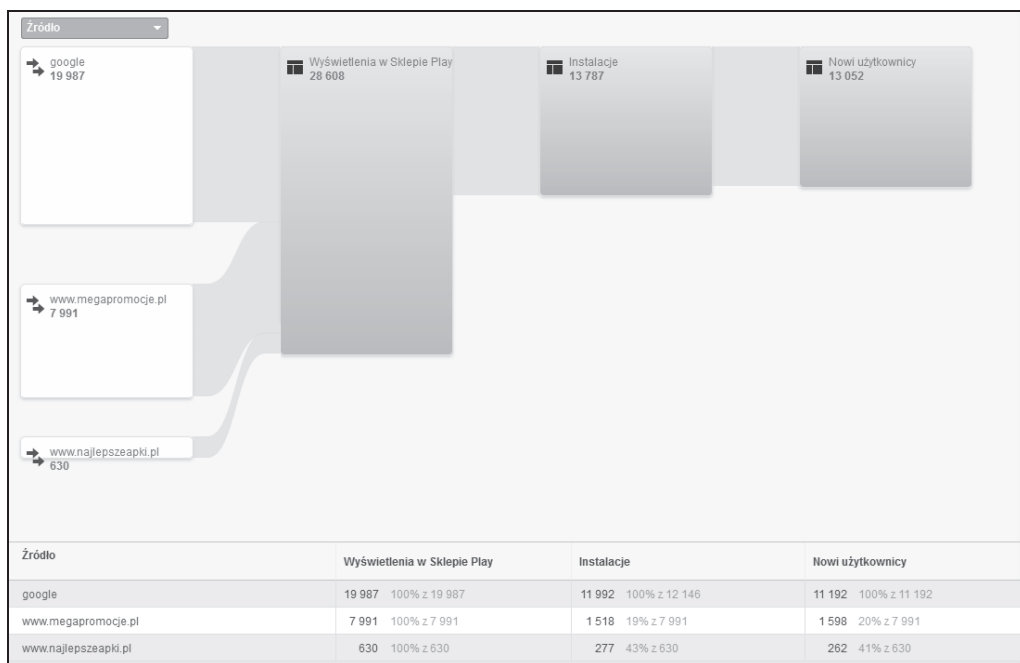 Źródło
google
19 987
Wyświetlenia w Sklepie Play
28 608
Instalacje
13 787
Nowi użytkownicy
13 052
www.megapromocje.pl
7 991
www.najlepszeapki.pl
630
Źródło Wyświetlenia w Sklepie Play Instalacje Nowi użytkownicy
google 19 987 100% z 19 987 11 992 100% z 12 146 11 192 100% z 11 192
www.megapromocje.pl 7 991 100% z 7 991 1 518 19% z 7 991 1 598 20% z 7 991
www.najlepszeapki.pl 630 100% z 630 277 43% z 630 262 41% z 630